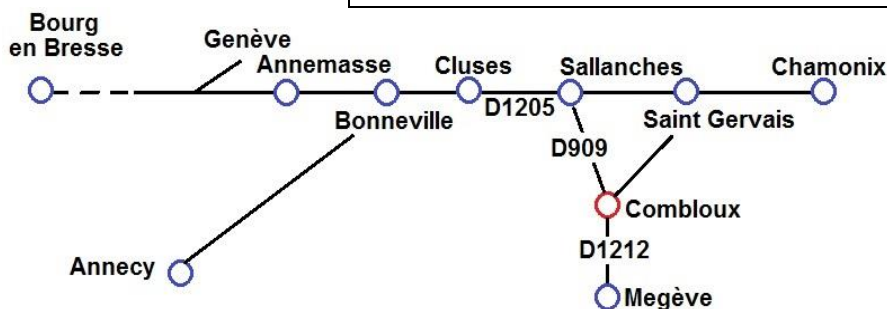 Bourg
en Bresse
Genève
Annemasse
Cluses
Sallanches
Chamonix
D1205
Bonneville
Saint Gervais
D909
Combloux
D1212
Annecy
Megève